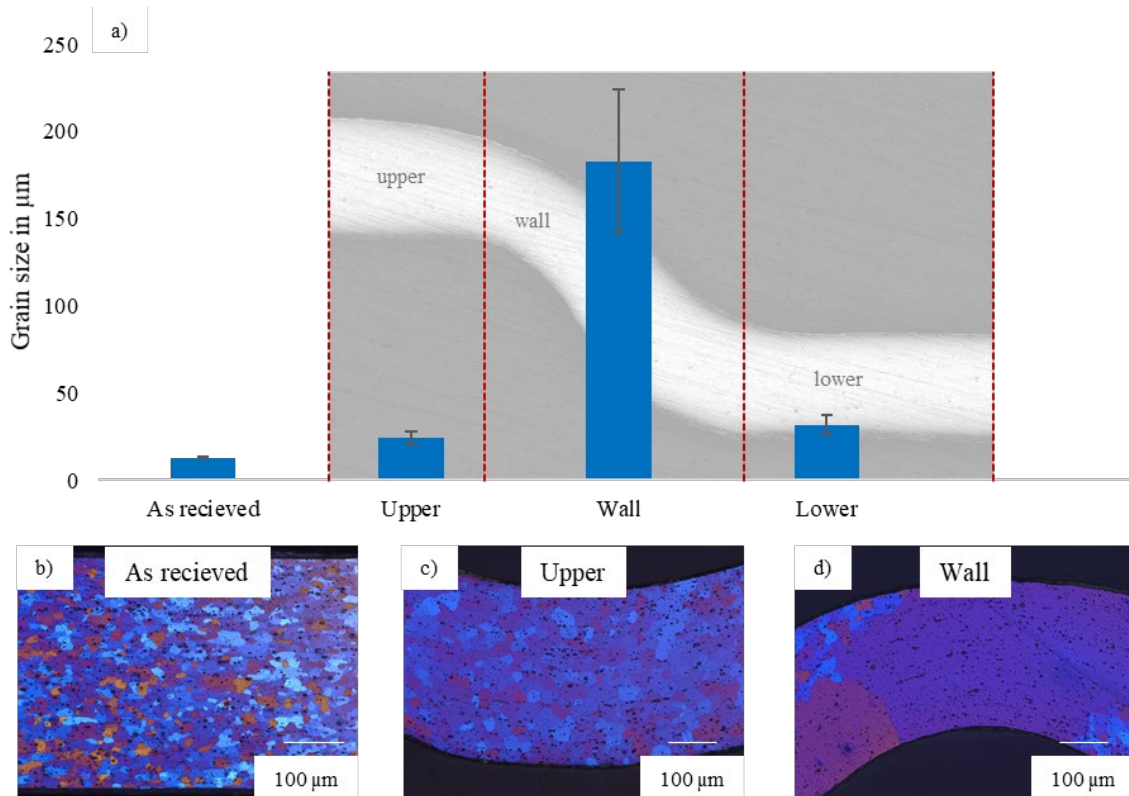 a)
Grain size in µm
250
200
150
100
50
0
upper
wall
lower
As recieved
Upper
Wall
Lower
b)
As recieved
100 µm
c)
Upper
100 µm
d)
Wall
100 µm